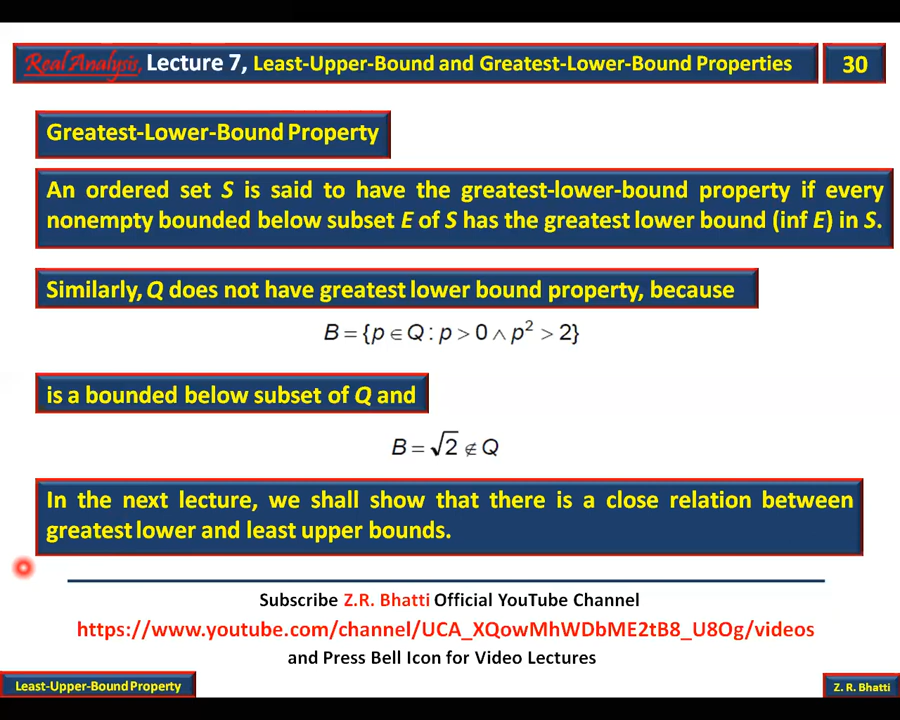 Real Analysis, Lecture 7, Least-Upper-Bound and Greatest-Lower-Bound Properties 30
Greatest-Lower-Bound Property
An ordered set S is said to have the greatest-lower-bound property if every
nonempty bounded below subset E of S has the greatest lower bound (inf E) in S.
Similarly, Q does not have greatest lower bound property, because
B = {p ∈ Q : p > 0 ∧ p² > 2}
is a bounded below subset of Q and
B = √2 ∉ Q
In the next lecture, we shall show that there is a close relation between
greatest lower and least upper bounds.
Subscribe Z.R. Bhatti Official YouTube Channel
https://www.youtube.com/channel/UCA_XQowMhWDbME2tB8_U8Og/videos
and Press Bell Icon for Video Lectures
Least-Upper-Bound Property Z. R. Bhatti